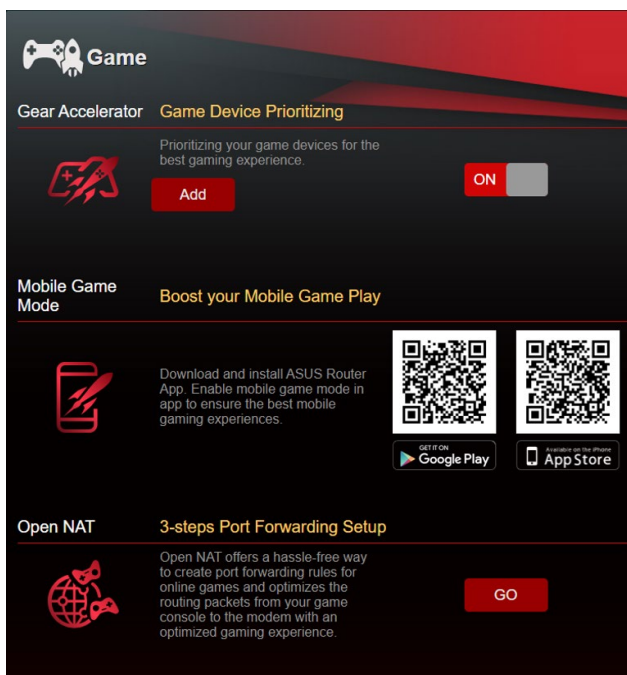 Game
Gear Accelerator
Game Device Prioritizing
Prioritizing your game devices for the
best gaming experience.
Add
ON
Mobile Game
Mode
Boost your Mobile Game Play
Download and install ASUS Router
App. Enable mobile game mode in
app to ensure the best mobile
gaming experiences.
GET IT ON
Google Play
Available on the iPhone
App Store
Open NAT
3-steps Port Forwarding Setup
Open NAT offers a hassle-free way
to create port forwarding rules for
online games and optimizes the
routing packets from your game
console to the modem with an
optimized gaming experience.
GO